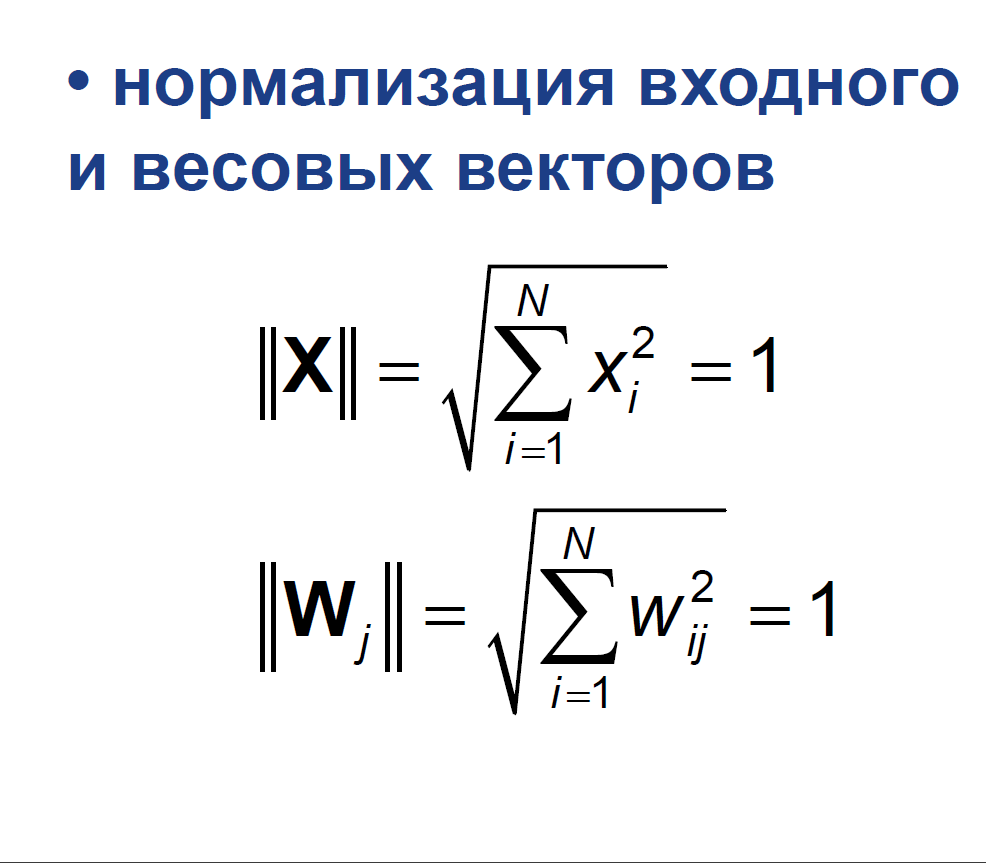 • нормализация входного
и весовых векторов
‖X‖ = √(∑_{i=1}^{N} x_i^2) = 1
‖W_j‖ = √(∑_{i=1}^{N} w_{ij}^2) = 1